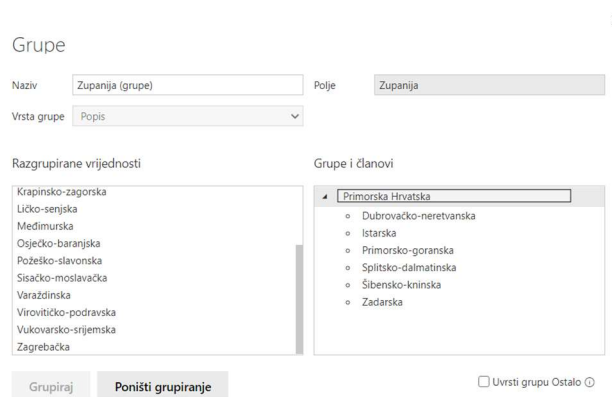 Grupe
Naziv Zupanija (grupe) Polje Zupanija
Vrsta grupe Popis
Razgrupirane vrijednosti
Krapinsko-zagorska
Ličko-senjska
Međimurska
Osječko-baranjska
Požeško-slavonska
Sisačko-moslavačka
Varaždinska
Virovitičko-podravska
Vukovarsko-srijemska
Zagrebačka
Grupe i članovi
Primorska Hrvatska
Dubrovačko-neretvanska
Istarska
Primorsko-goranska
Splitsko-dalmatinska
Šibensko-kninska
Zadarska
Grupiraj Poništi grupiranje
Uvrsti grupu Ostalo